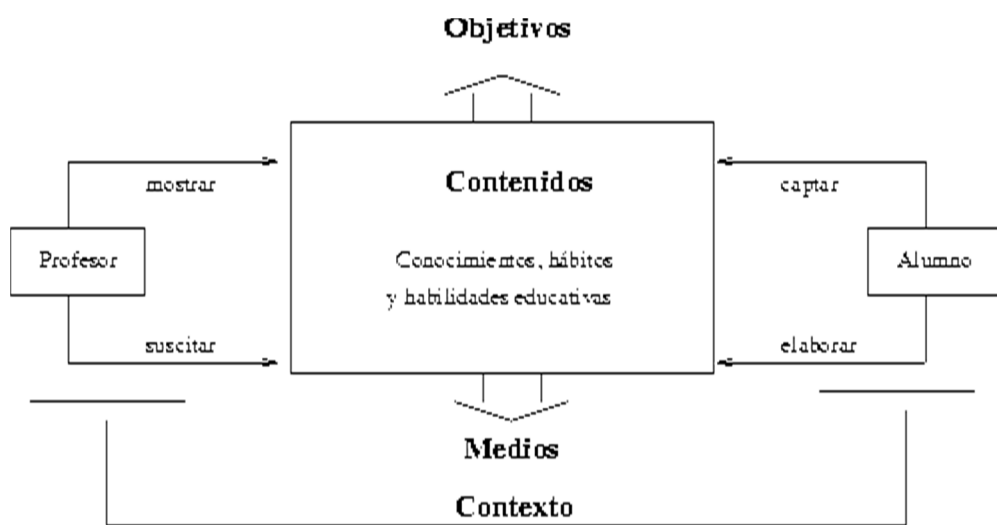 Objetivos
mostrar
Contenidos
captar
Profesor
Conocimientos, hábitos
y habilidades educativas
Alumno
suscitar
elaborar
Medios
Contexto